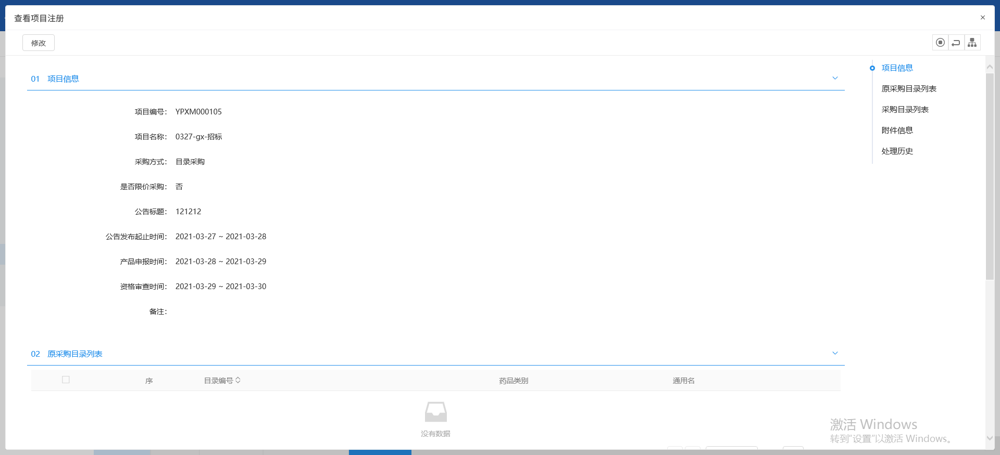 查看项目注册
修改
01 项目信息
项目编号： YPXM000105
项目名称： 0327-gx-招标
采购方式： 目录采购
是否限价采购： 否
公告标题： 121212
公告发布起止时间： 2021-03-27 ~ 2021-03-28
产品申报时间： 2021-03-28 ~ 2021-03-29
资格审查时间： 2021-03-29 ~ 2021-03-30
备注：
02 原采购目录列表
序 目录编号 药品类别 通用名
没有数据
项目信息
原采购目录列表
采购目录列表
附件信息
处理历史
激活 Windows
转到“设置”以激活 Windows。